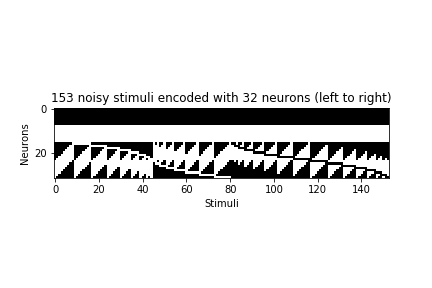 153 noisy stimuli encoded with 32 neurons (left to right)
0
20
Neurons
0 20 40 60 80 100 120 140
Stimuli